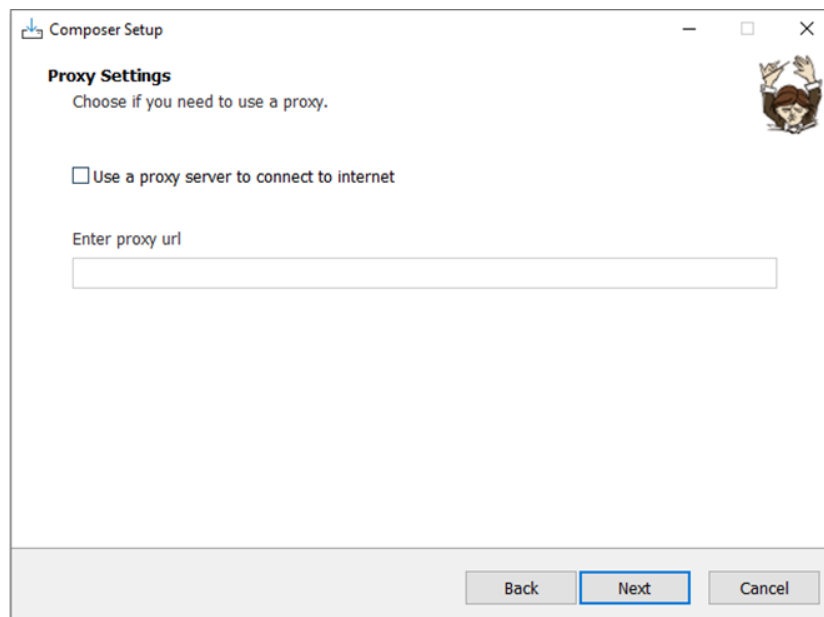 Composer Setup
Proxy Settings
Choose if you need to use a proxy.
Use a proxy server to connect to internet
Enter proxy url
Back Next Cancel